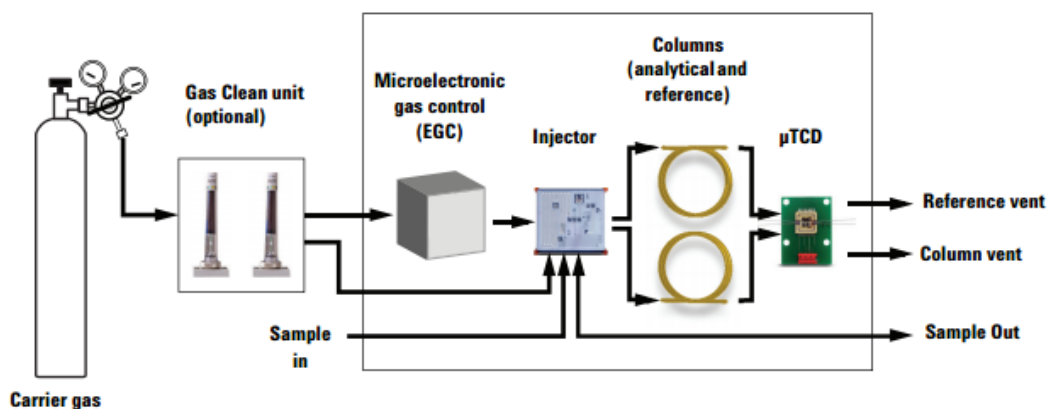 Columns
(analytical and
reference)
Microelectronic
gas control
(EGC)
Gas Clean unit
(optional)
Injector
µTCD
Reference vent
Column vent
Sample
in
Sample Out
Carrier gas